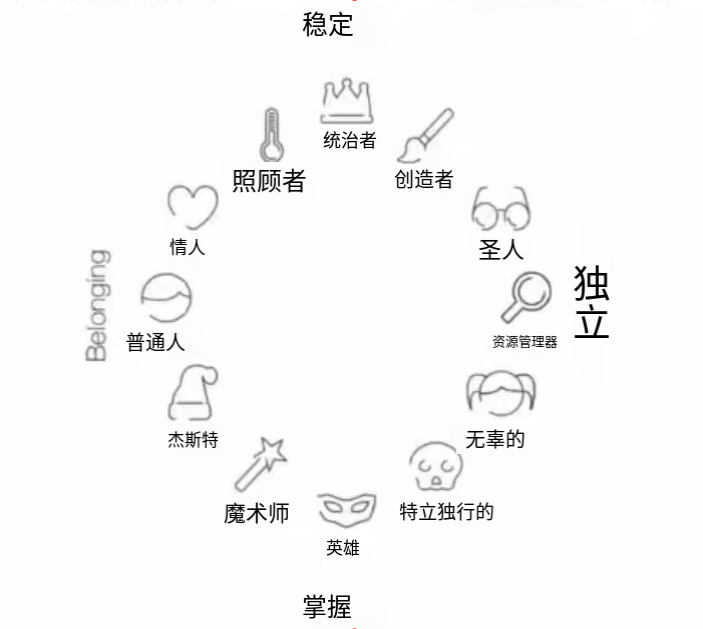 稳定
统治者
创造者
照顾者
圣人
情人
独立
资源管理器
Belonging
普通人
无辜的
杰斯特
特立独行的
魔术师
英雄
掌握